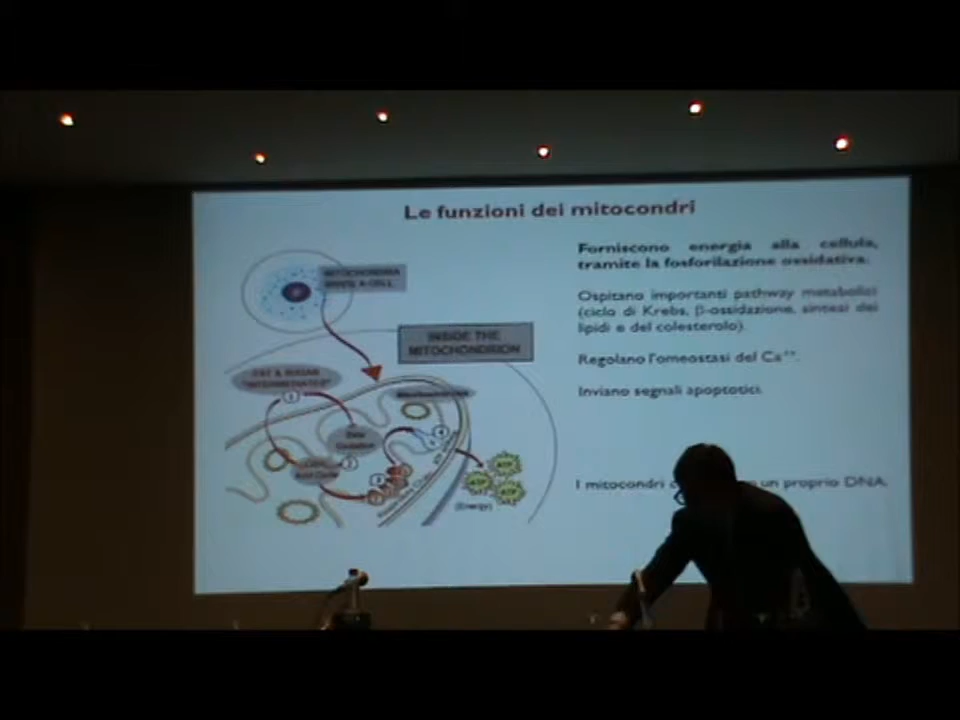 Le funzioni dei mitocondri
Forniscono energia alla cellula,
tramite la fosforilazione ossidativa.
Ospitano importanti pathway metabolici
(ciclo di Krebs, β-ossidazione, sintesi dei
lipidi e del colesterolo).
Regolano l'omeostasi del Ca⁺⁺.
Inviano segnali apoptotici.
I mitocondri un proprio DNA.
MITOCHONDRIA
INSIDE A CELL
INSIDE THE
MITOCHONDRION
FAT & SUGAR
"INTERMEDIATES"
1
Beta
Oxidation
2
Acid Cycle
ATP
ATP
ATP
(Energy)